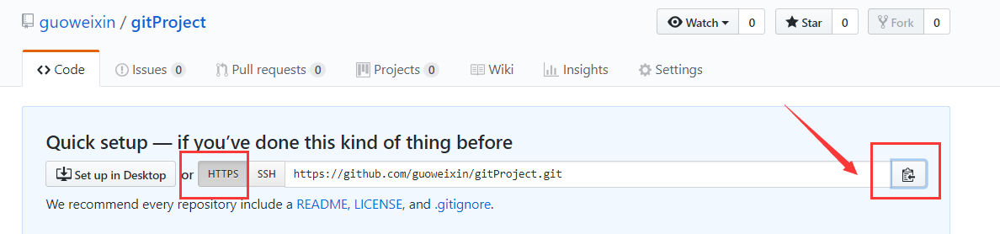 guoweixin / gitProject
Watch 0 Star 0 Fork 0
Code Issues 0 Pull requests 0 Projects 0 Wiki Insights Settings
Quick setup — if you've done this kind of thing before
Set up in Desktop or HTTPS SSH https://github.com/guoweixin/gitProject.git
We recommend every repository include a README, LICENSE, and .gitignore.